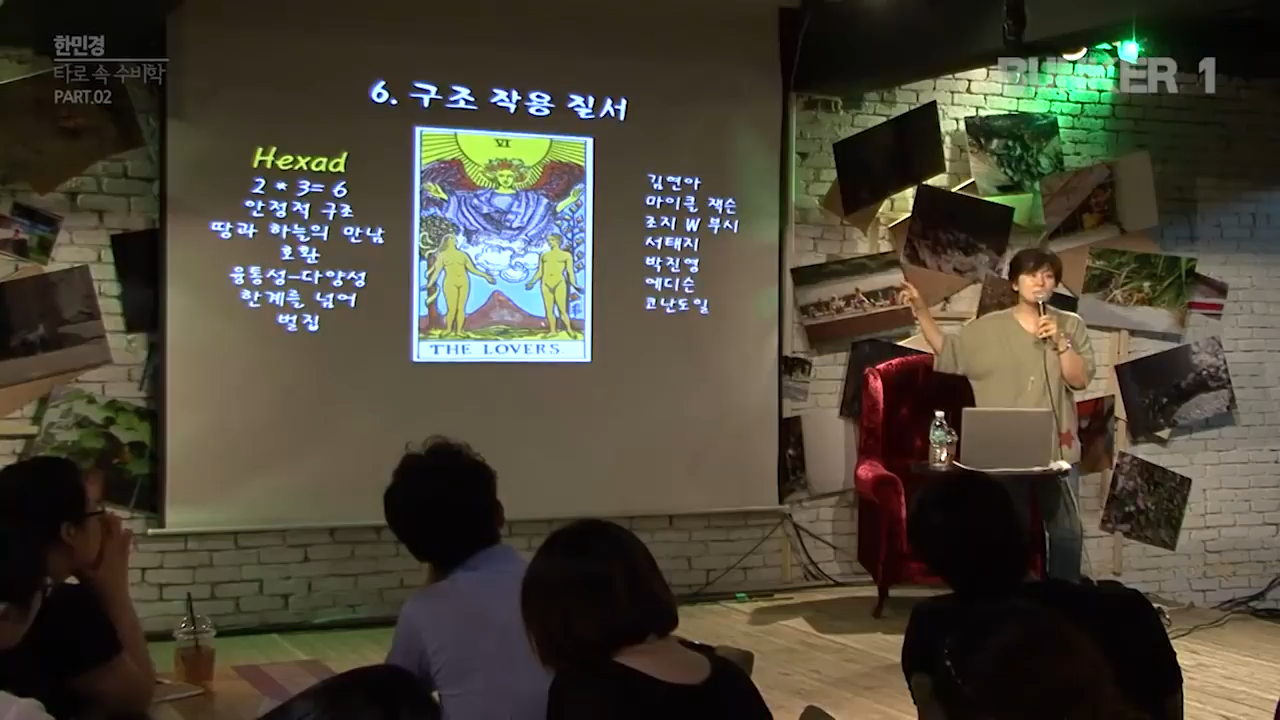 한민경
타로 속 수비학
PART.02
BUNKER 1
6. 구조 작용 질서
Hexad
2 * 3= 6
안정적 구조
땅과 하늘의 만남
호환
융통성-다양성
한계를 넘어
벌집
VI
THE LOVERS.
김연아
마이클 잭슨
조지 W 부시
서태지
박진영
에디슨
코난도일